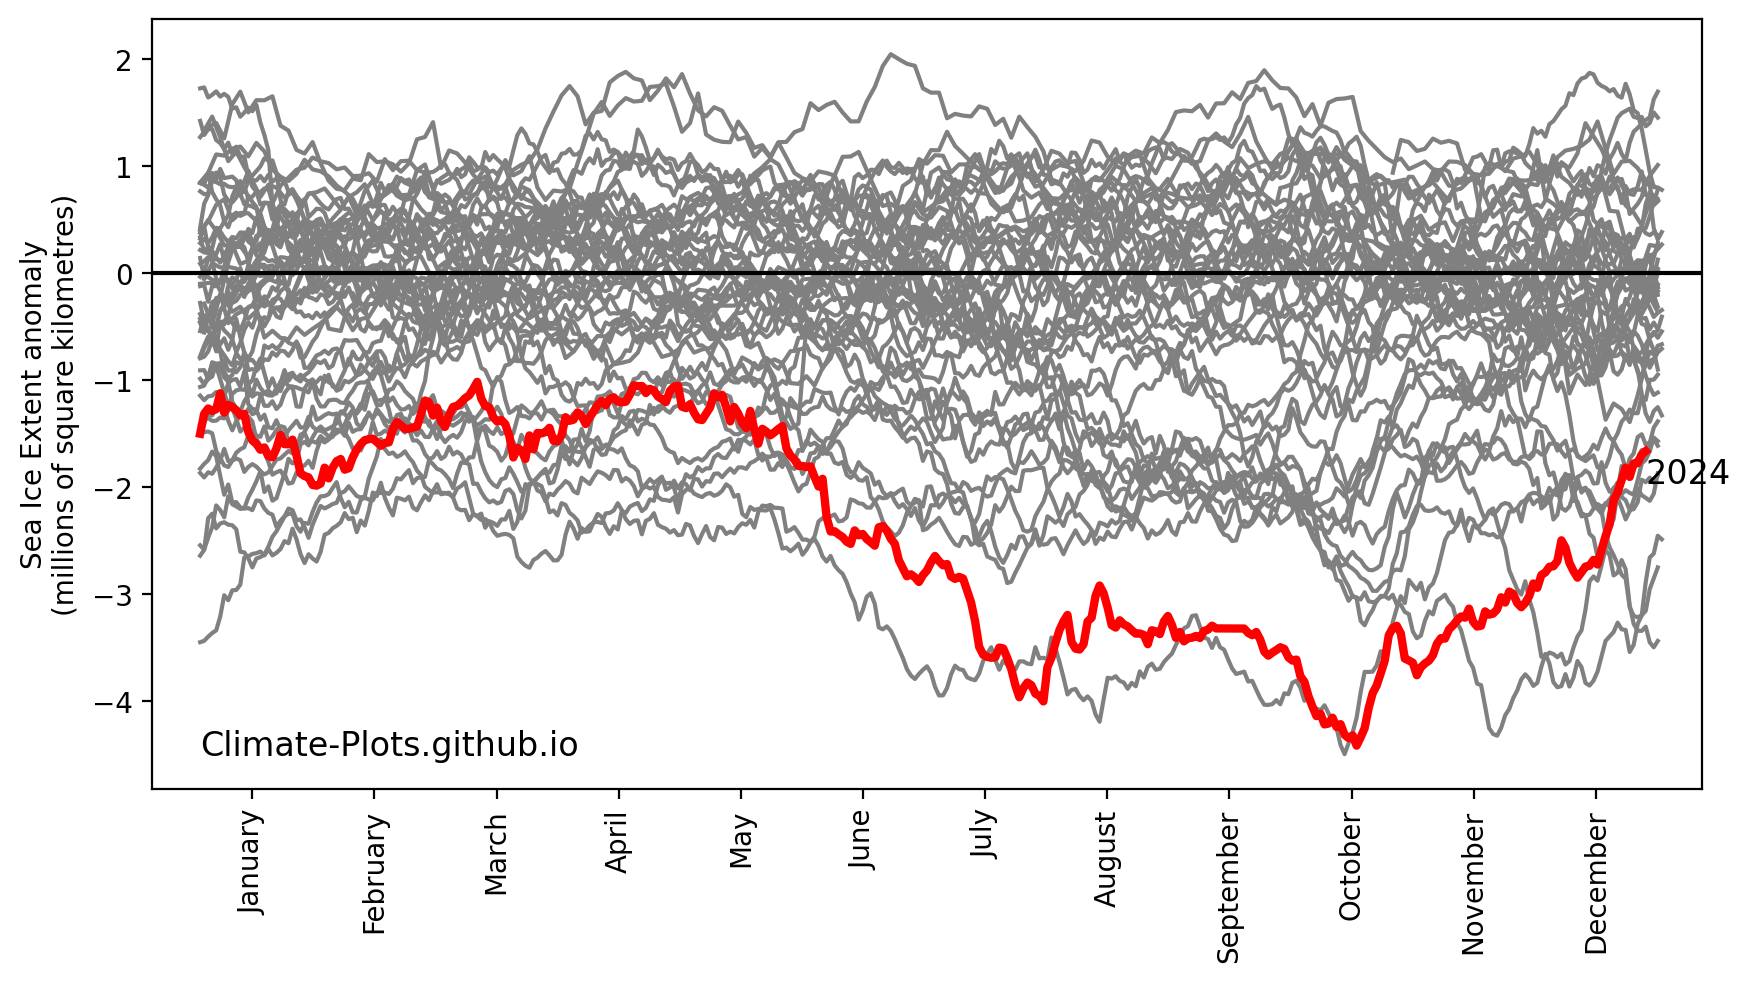 Sea Ice Extent anomaly
(millions of square kilometres)
2
1
0
−1
−2
−3
−4
2024
Climate-Plots.github.io
January
February
March
April
May
June
July
August
September
October
November
December